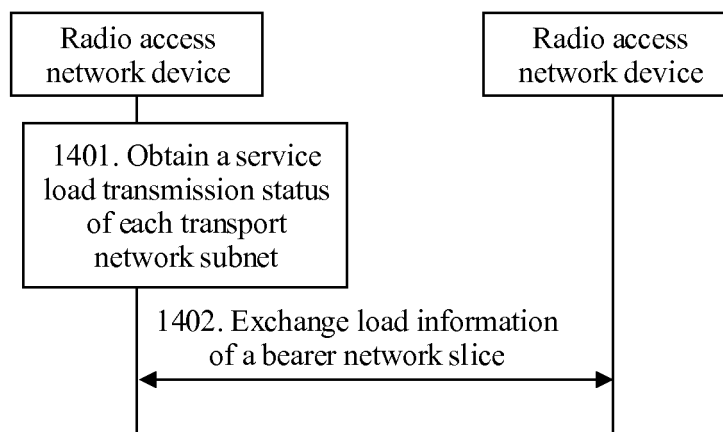 Radio access
network device
Radio access
network device
1401. Obtain a service
load transmission status
of each transport
network subnet
1402. Exchange load information
of a bearer network slice